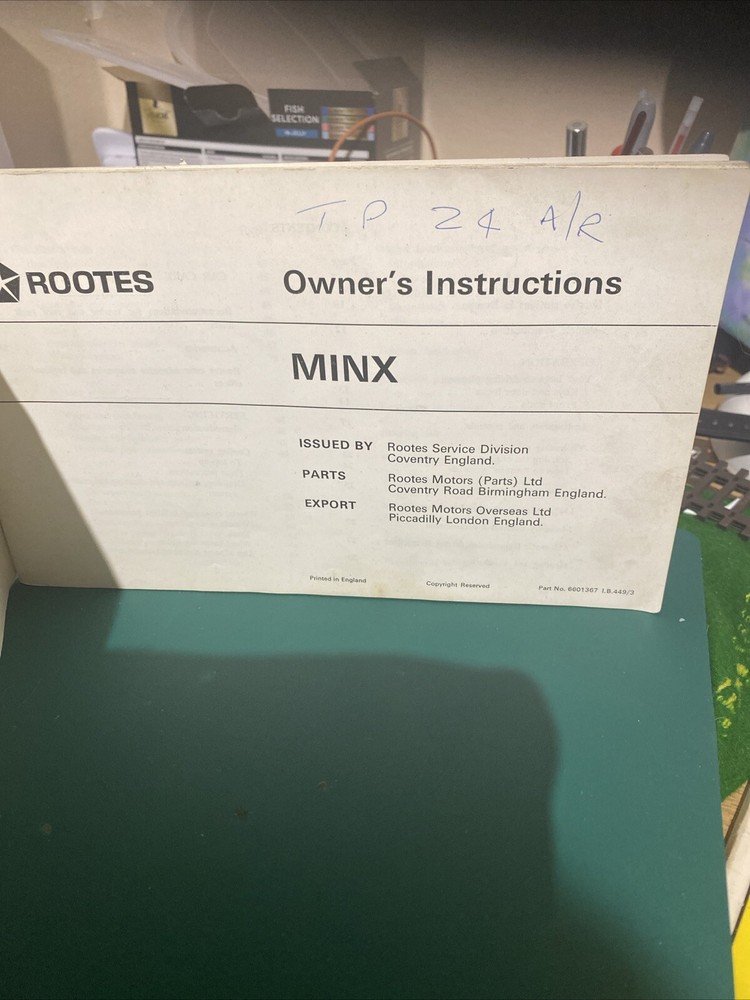 FISH
SELECTION
IN JELLY
TP 24 A/R
ROOTES
Owner's Instructions
MINX
ISSUED BY Rootes Service Division
Coventry England.
PARTS Rootes Motors (Parts) Ltd
Coventry Road Birmingham England.
EXPORT Rootes Motors Overseas Ltd
Piccadilly London England.
Printed in England Copyright Reserved Part No. 6601367 I.B.449/3